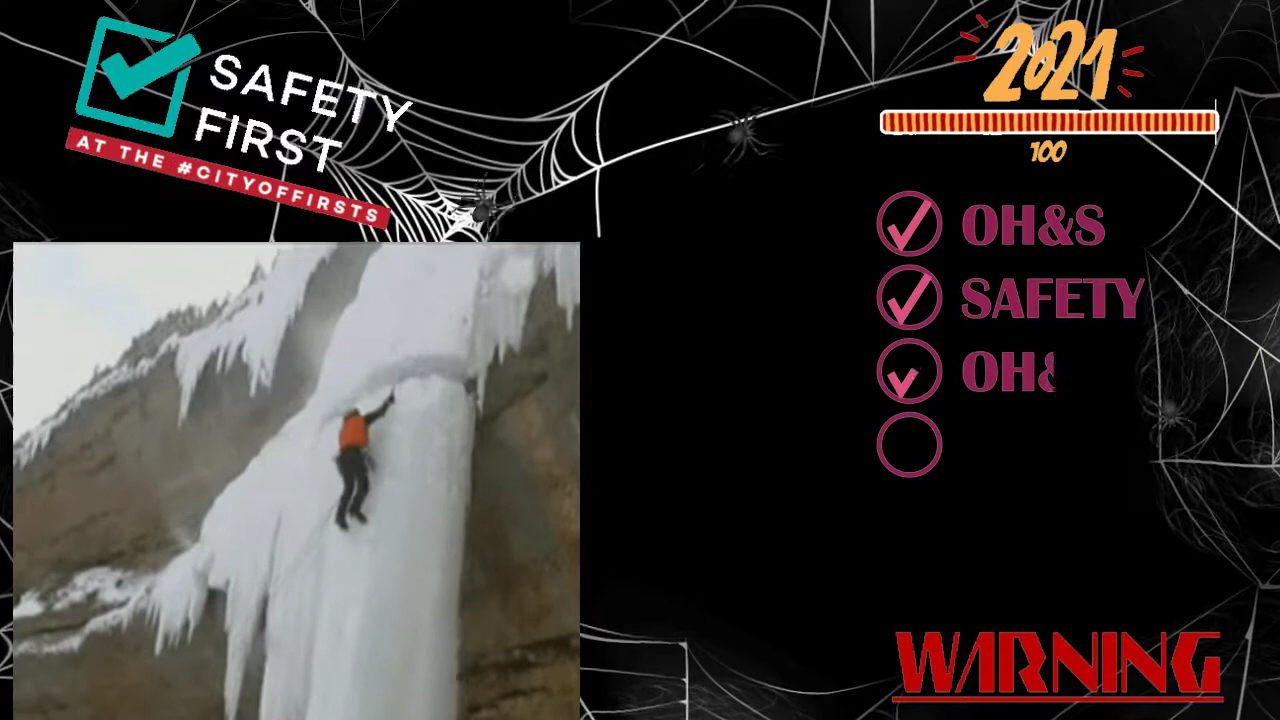 SAFETY
FIRST
AT THE #CITYOFFIRSTS
2021
100
OH&S
SAFETY
OH&
WARNING